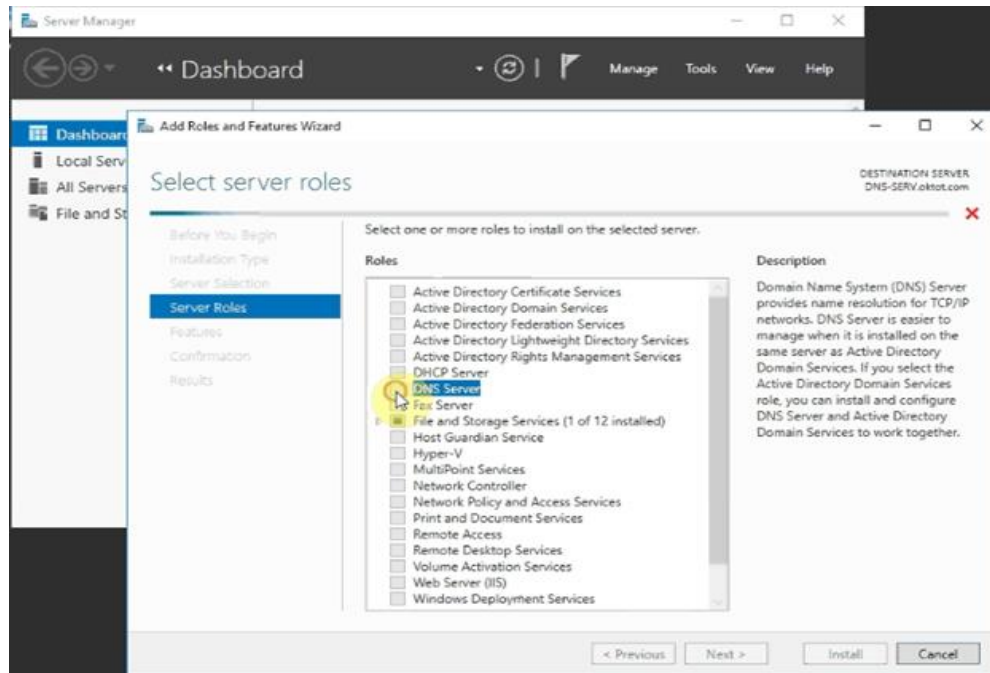 Server Manager
Dashboard
Manage Tools View Help
Dashboard
Local Serv
All Servers
File and St
Add Roles and Features Wizard
Select server roles
DESTINATION SERVER
DNS-SERV.oktot.com
Before You Begin
Installation Type
Server Selection
Server Roles
Features
Confirmation
Results
Select one or more roles to install on the selected server.
Roles
Active Directory Certificate Services
Active Directory Domain Services
Active Directory Federation Services
Active Directory Lightweight Directory Services
Active Directory Rights Management Services
DHCP Server
DNS Server
Fax Server
File and Storage Services (1 of 12 installed)
Host Guardian Service
Hyper-V
MultiPoint Services
Network Controller
Network Policy and Access Services
Print and Document Services
Remote Access
Remote Desktop Services
Volume Activation Services
Web Server (IIS)
Windows Deployment Services
Description
Domain Name System (DNS) Server
provides name resolution for TCP/IP
networks. DNS Server is easier to
manage when it is installed on the
same server as Active Directory
Domain Services. If you select the
Active Directory Domain Services
role, you can install and configure
DNS Server and Active Directory
Domain Services to work together.
< Previous Next > Install Cancel